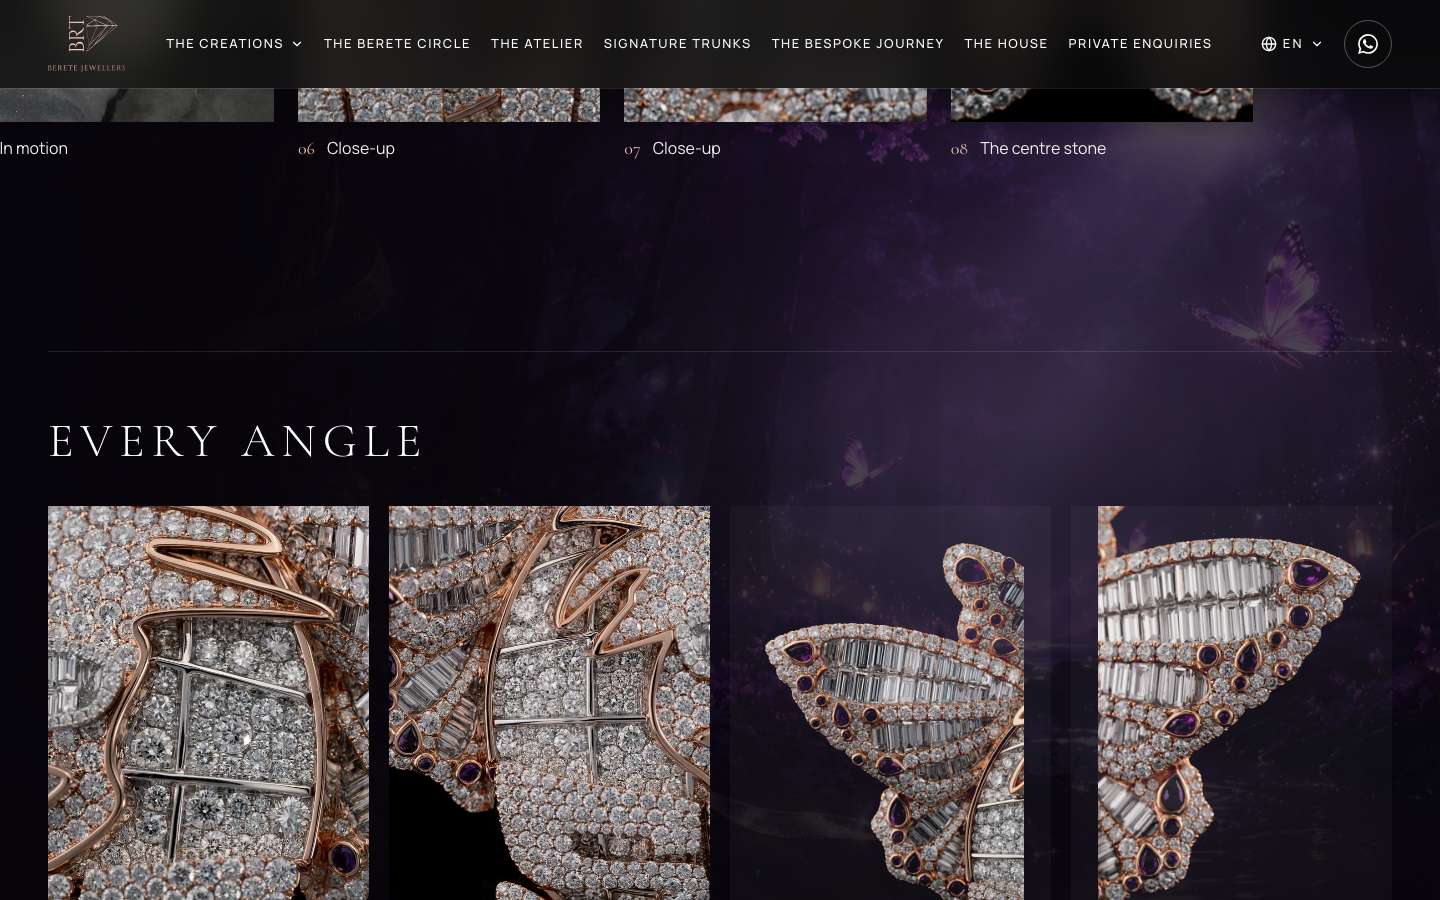 BRT
BERETE JEWELLERS
THE CREATIONS
THE BERETE CIRCLE
THE ATELIER
SIGNATURE TRUNKS
THE BESPOKE JOURNEY
THE HOUSE
PRIVATE ENQUIRIES
EN
In motion
06 Close-up
07 Close-up
08 The centre stone
EVERY ANGLE